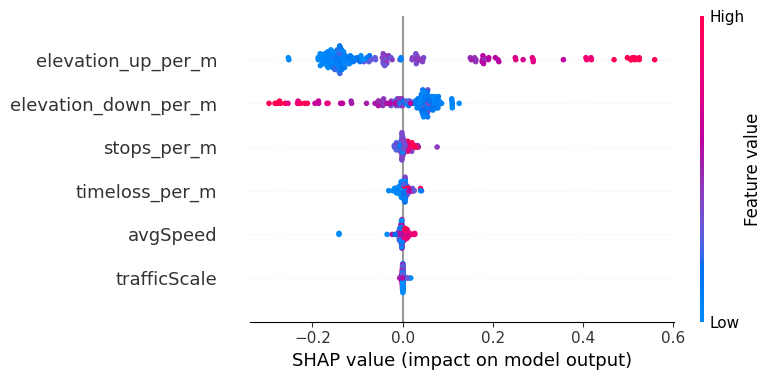 High
elevation_up_per_m
elevation_down_per_m
stops_per_m
timeloss_per_m
avgSpeed
trafficScale
Feature value
Low
−0.2 0.0 0.2 0.4 0.6
SHAP value (impact on model output)